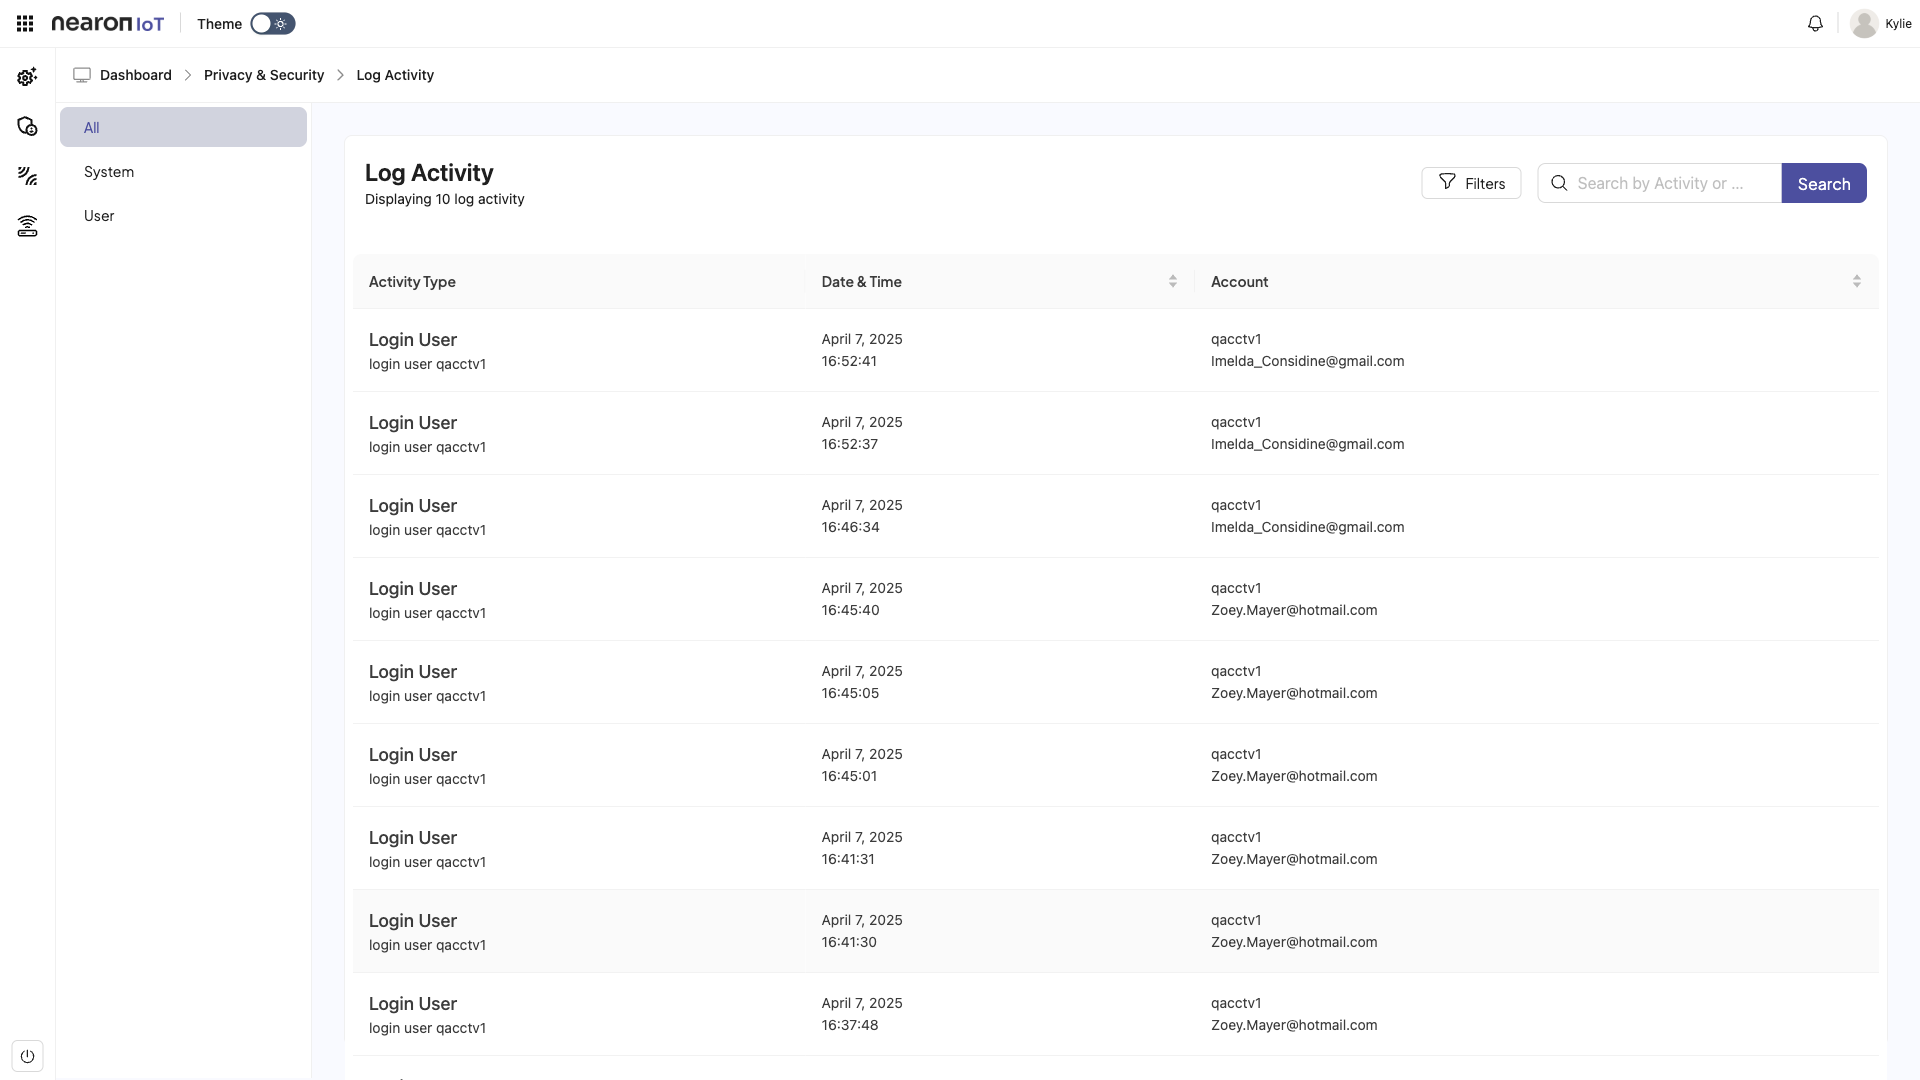 nearon IoT
Theme
Kylie
Dashboard
Privacy & Security
Log Activity
All
System
User
Log Activity
Displaying 10 log activity
Filters
Search by Activity or ...
Search
Activity Type
Date & Time
Account
Login User
login user qacctv1
April 7, 2025
16:52:41
qacctv1
Imelda_Considine@gmail.com
Login User
login user qacctv1
April 7, 2025
16:52:37
qacctv1
Imelda_Considine@gmail.com
Login User
login user qacctv1
April 7, 2025
16:46:34
qacctv1
Imelda_Considine@gmail.com
Login User
login user qacctv1
April 7, 2025
16:45:40
qacctv1
Zoey.Mayer@hotmail.com
Login User
login user qacctv1
April 7, 2025
16:45:05
qacctv1
Zoey.Mayer@hotmail.com
Login User
login user qacctv1
April 7, 2025
16:45:01
qacctv1
Zoey.Mayer@hotmail.com
Login User
login user qacctv1
April 7, 2025
16:41:31
qacctv1
Zoey.Mayer@hotmail.com
Login User
login user qacctv1
April 7, 2025
16:41:30
qacctv1
Zoey.Mayer@hotmail.com
Login User
login user qacctv1
April 7, 2025
16:37:48
qacctv1
Zoey.Mayer@hotmail.com